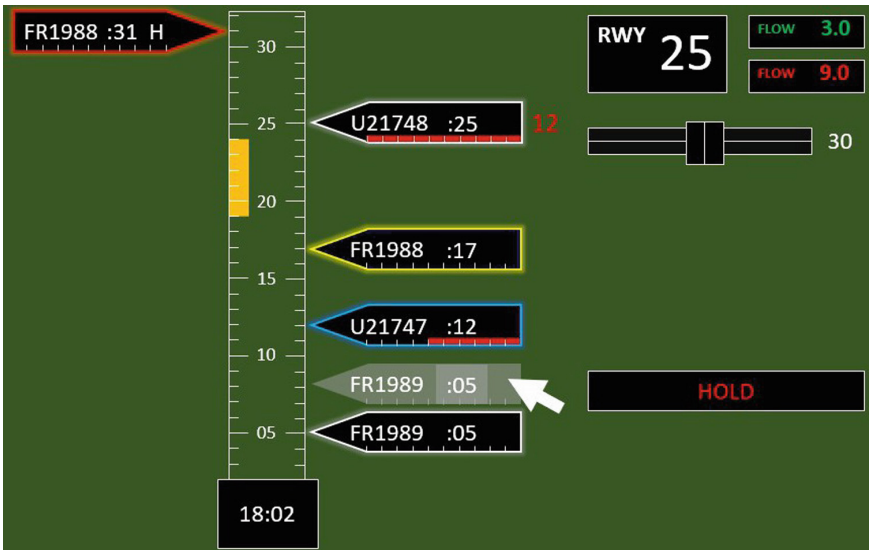 FR1988 :31 H
30
25
20
15
10
05
18:02
U21748 :25 12
FR1988 :17
U21747 :12
FR1989 :05
FR1989 :05
RWY 25
FLOW 3.0
FLOW 9.0
30
HOLD